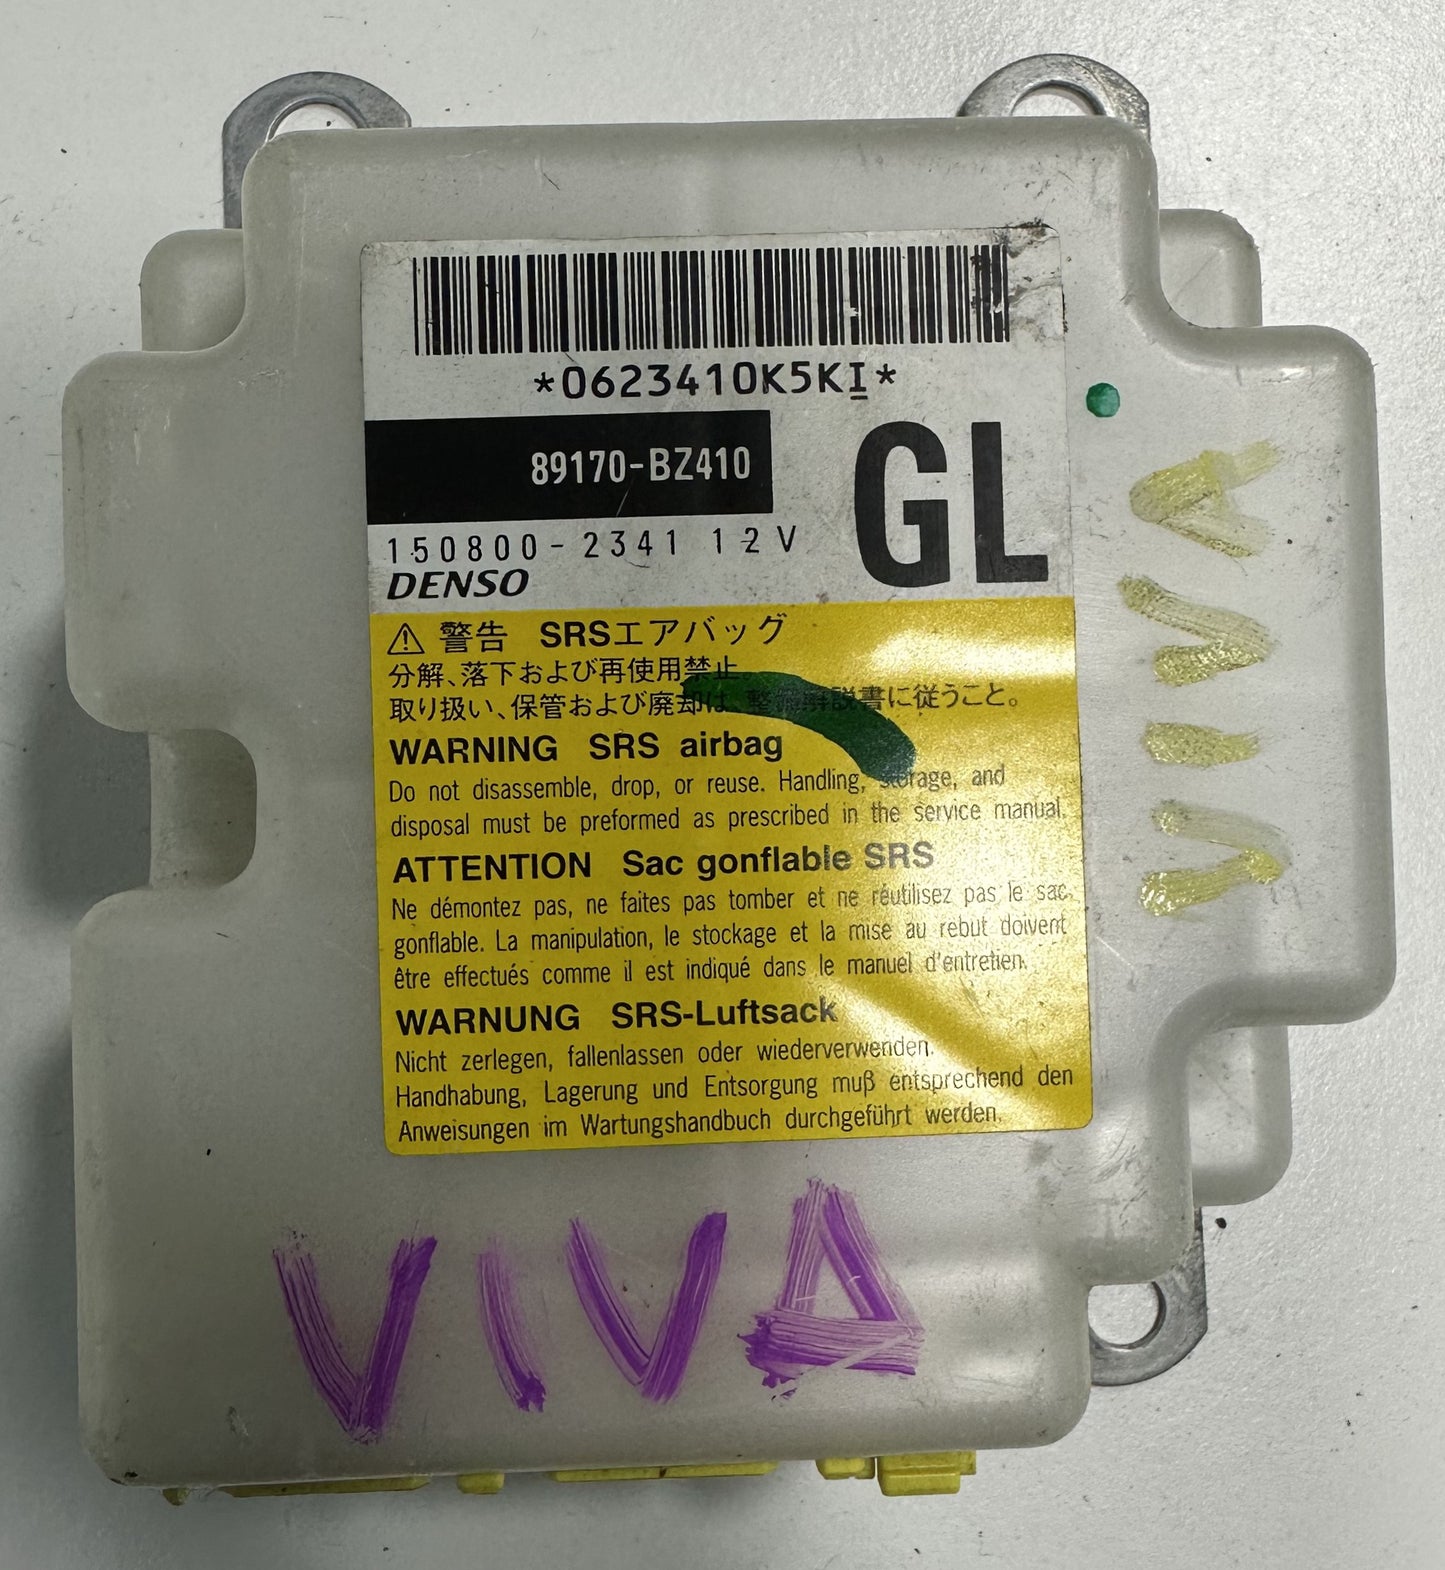 *0623410K5KI*
89170-BZ410
GL
150800-2341 12V
DENSO
⚠ 警告 SRSエアバッグ
分解、落下および再使用禁止。
取り扱い、保管および廃却は、整備解説書に従うこと。
WARNING SRS airbag
Do not disassemble, drop, or reuse. Handling, storage, and
disposal must be preformed as prescribed in the service manual.
ATTENTION Sac gonflable SRS
Ne démontez pas, ne faites pas tomber et ne réutilisez pas le sac
gonflable. La manipulation, le stockage et la mise au rebut doivent
être effectués comme il est indiqué dans le manuel d'entretien.
WARNUNG SRS-Luftsack
Nicht zerlegen, fallenlassen oder wiederverwenden.
Handhabung, Lagerung und Entsorgung muß entsprechend den
Anweisungen im Wartungshandbuch durchgeführt werden.
VIVA
VIVA